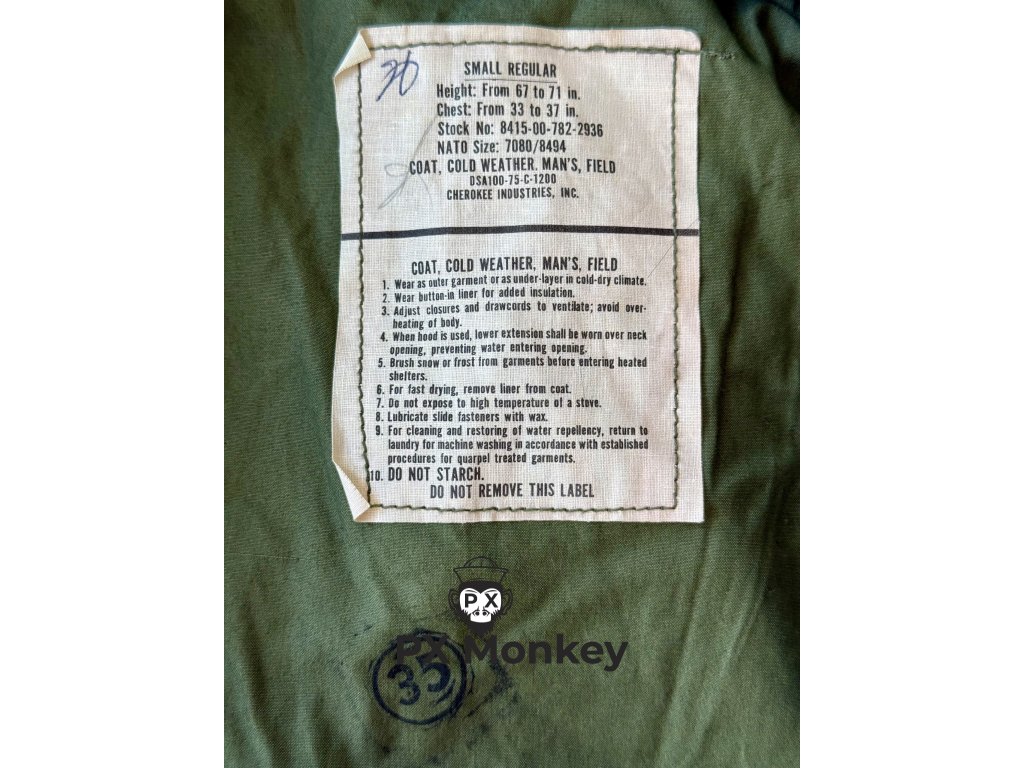 SMALL REGULAR
Height: From 67 to 71 in.
Chest: From 33 to 37 in.
Stock No: 8415-00-782-2936
NATO Size: 7080/8494
COAT, COLD WEATHER. MAN'S, FIELD
DSA100-75-C-1200
CHEROKEE INDUSTRIES, INC.
COAT, COLD WEATHER, MAN'S, FIELD
1. Wear as outer garment or as under-layer in cold-dry climate.
2. Wear button-in liner for added insulation.
3. Adjust closures and drawcords to ventilate; avoid over-
heating of body.
4. When hood is used, lower extension shall be worn over neck
opening, preventing water entering opening.
5. Brush snow or frost from garments before entering heated
shelters.
6. For fast drying, remove liner from coat.
7. Do not expose to high temperature of a stove.
8. Lubricate slide fasteners with wax.
9. For cleaning and restoring of water repellency, return to
laundry for machine washing in accordance with established
procedures for quarpel treated garments.
10. DO NOT STARCH.
DO NOT REMOVE THIS LABEL
PX
PX Monkey
35